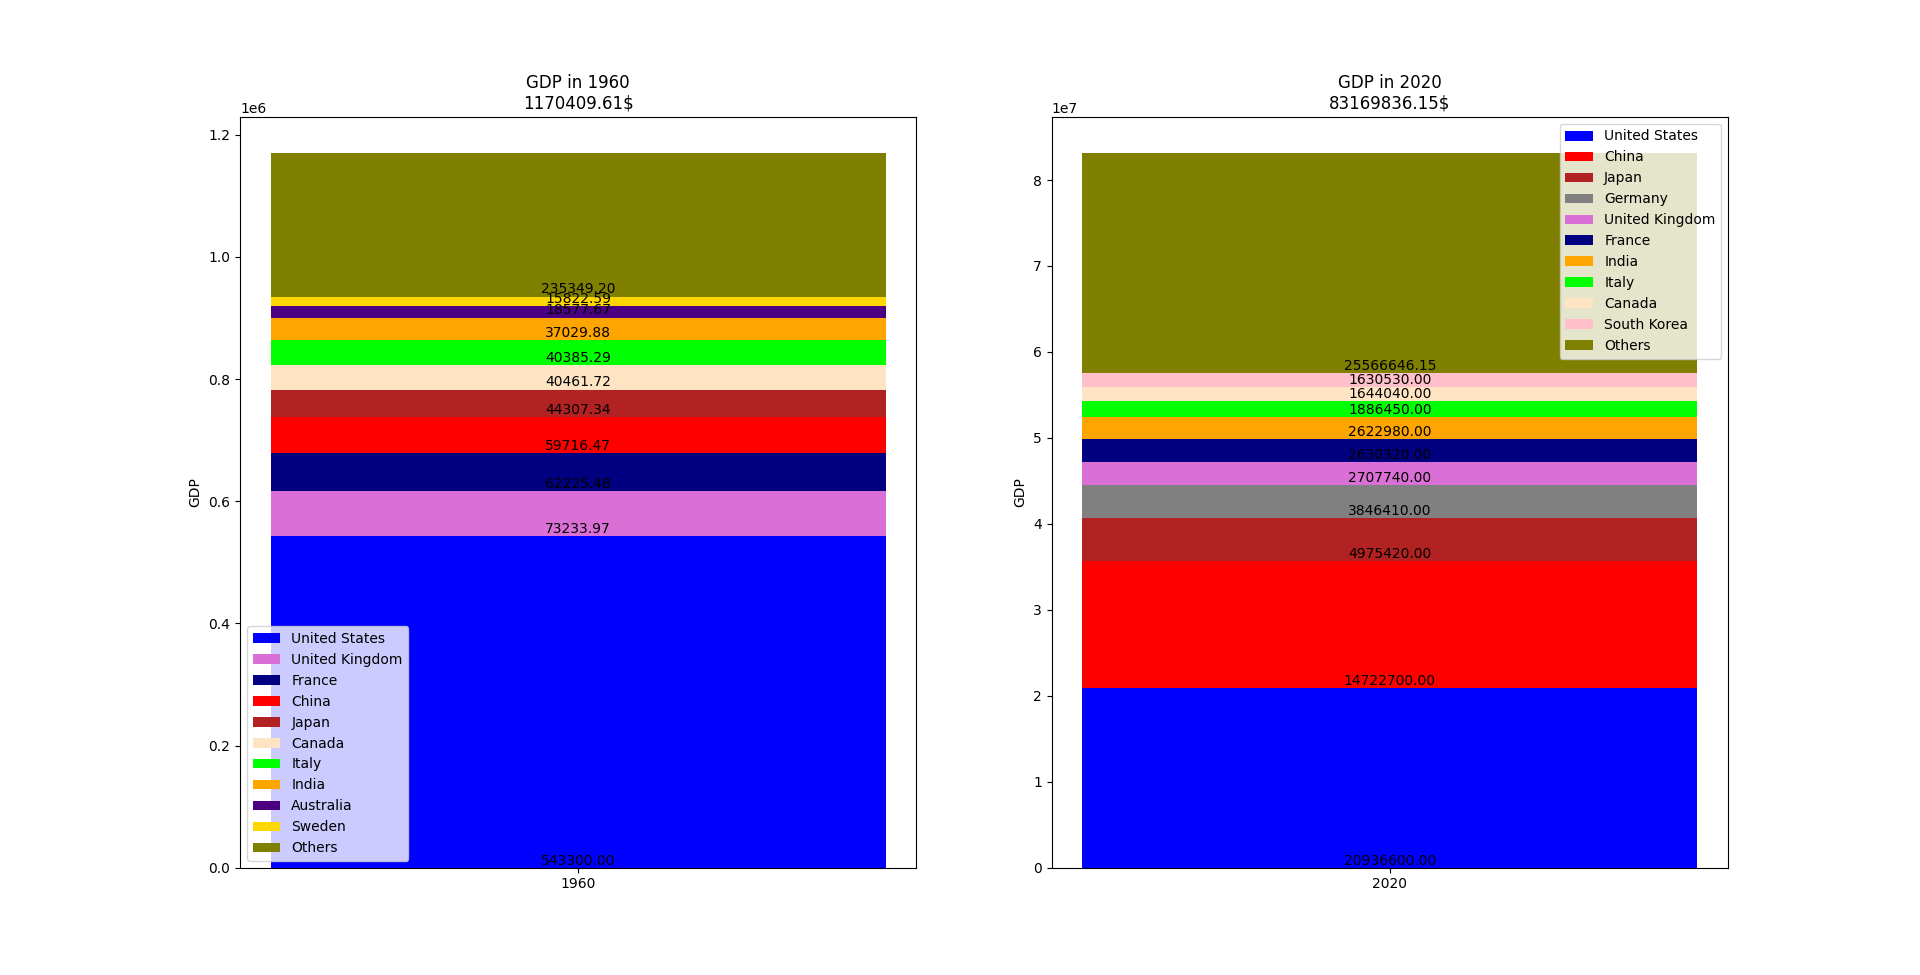 GDP in 1960
1170409.61$
1e6
1.2
1.0
0.8
0.6
0.4
0.2
0.0
GDP
235349.20
15822.59
18577.67
37029.88
40385.29
40461.72
44307.34
59716.47
62225.48
73233.97
543300.00
United States
United Kingdom
France
China
Japan
Canada
Italy
India
Australia
Sweden
Others
1960
GDP in 2020
83169836.15$
1e7
8
7
6
5
4
3
2
1
0
GDP
United States
China
Japan
Germany
United Kingdom
France
India
Italy
Canada
South Korea
Others
25566646.15
1630530.00
1644040.00
1886450.00
2622980.00
2630320.00
2707740.00
3846410.00
4975420.00
14722700.00
20936600.00
2020